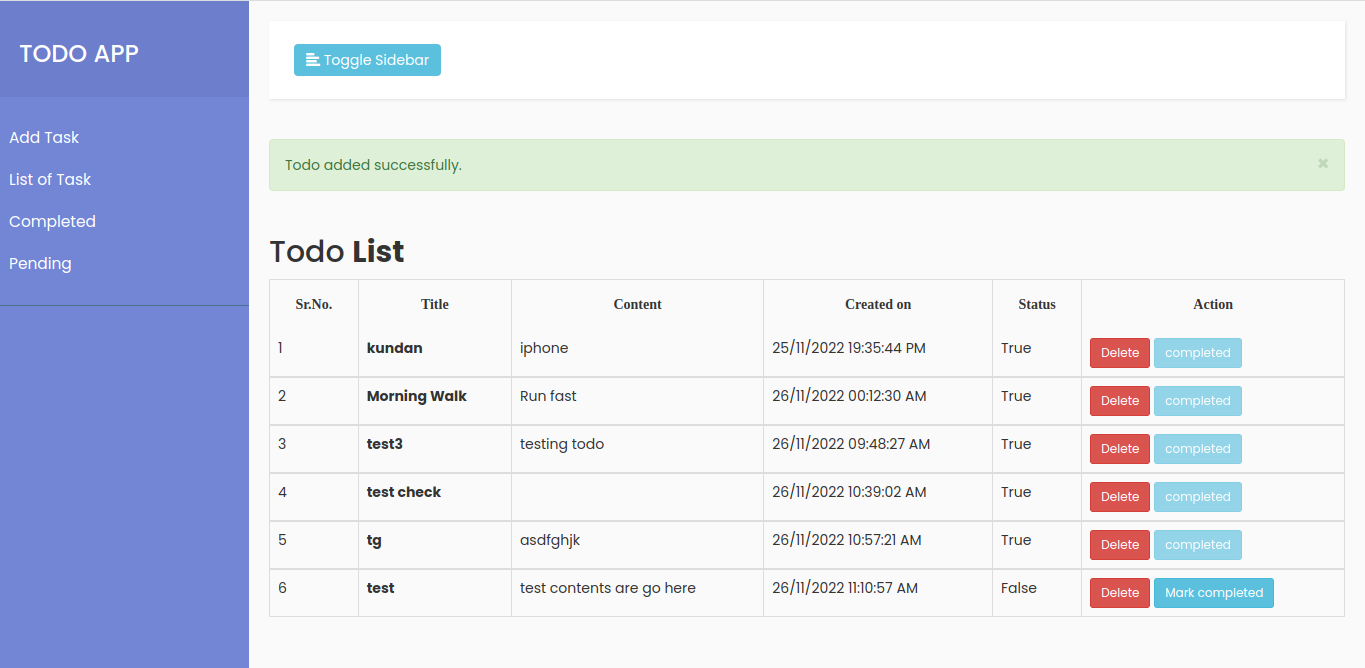 TODO APP
Toggle Sidebar
Add Task
List of Task
Completed
Pending
Todo added successfully. ×
Todo List
Sr.No. Title Content Created on Status Action
1 kundan iphone 25/11/2022 19:35:44 PM True Delete completed
2 Morning Walk Run fast 26/11/2022 00:12:30 AM True Delete completed
3 test3 testing todo 26/11/2022 09:48:27 AM True Delete completed
4 test check 26/11/2022 10:39:02 AM True Delete completed
5 tg asdfghjk 26/11/2022 10:57:21 AM True Delete completed
6 test test contents are go here 26/11/2022 11:10:57 AM False Delete Mark completed